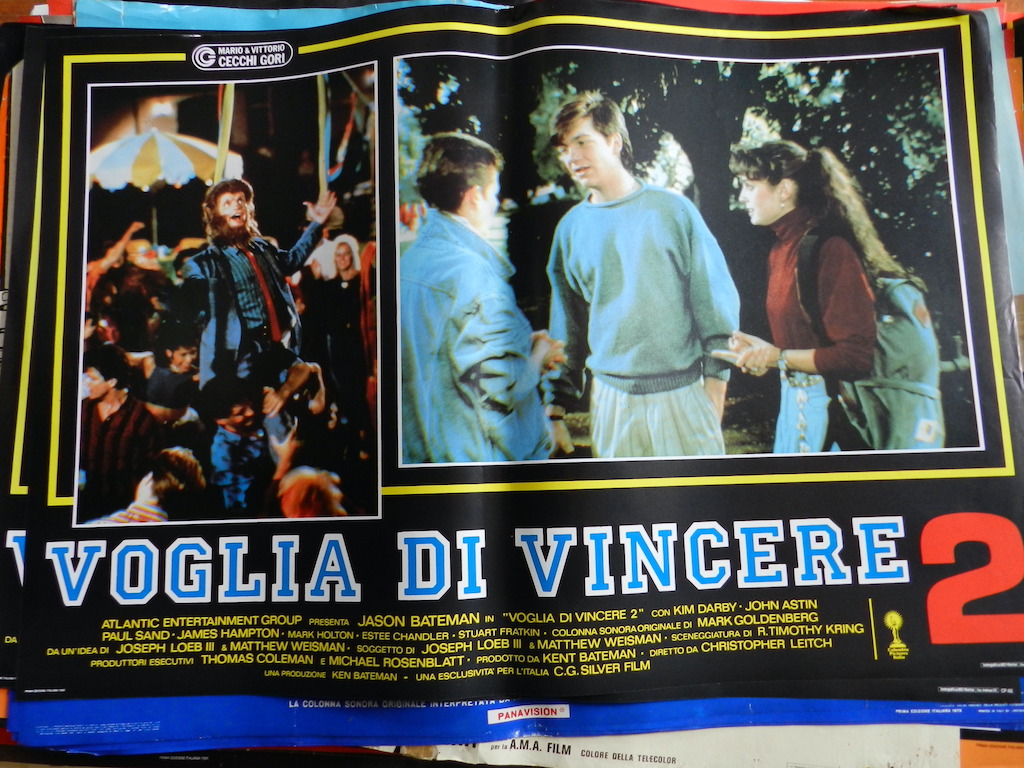 MARIO & VITTORIO
CECCHI GORI
VOGLIA DI VINCERE 2
ATLANTIC ENTERTAINMENT GROUP PRESENTA JASON BATEMAN IN "VOGLIA DI VINCERE 2" CON KIM DARBY · JOHN ASTIN
PAUL SAND · JAMES HAMPTON · MARK HOLTON · ESTEE CHANDLER · STUART FRATKIN · COLONNA SONORA ORIGINALE DI MARK GOLDENBERG
DA UN'IDEA DI JOSEPH LOEB III & MATTHEW WEISMAN · SOGGETTO DI JOSEPH LOEB III & MATTHEW WEISMAN · SCENEGGIATURA DI R. TIMOTHY KRING
PRODUTTORI ESECUTIVI THOMAS COLEMAN E MICHAEL ROSENBLATT · PRODOTTO DA KENT BATEMAN · DIRETTO DA CHRISTOPHER LEITCH
UNA PRODUZIONE KEN BATEMAN - UNA ESCLUSIVITA' PER L'ITALIA C.G. SILVER FILM
Columbia
Pictures
Italia
DA
LA COLONNA SONORA ORIGINALE INTERPRETATA DA
PANAVISION®
per la A.M.A. FILM COLORE DELLA TELECOLOR